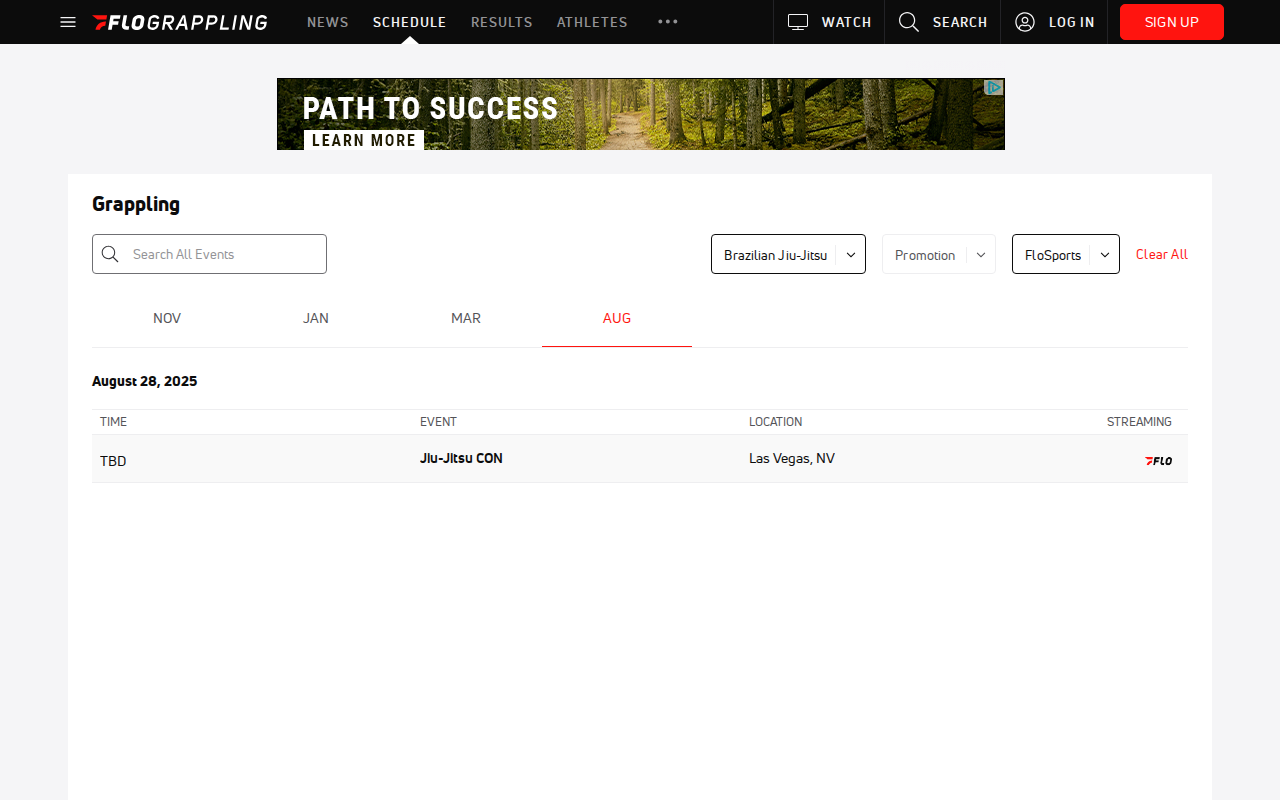 FLOGRAPPLING
NEWS
SCHEDULE
RESULTS
ATHLETES
WATCH
SEARCH
LOG IN
SIGN UP
PATH TO SUCCESS
LEARN MORE
Grappling
Search All Events
Brazilian Jiu-Jitsu
Promotion
FloSports
Clear All
NOV
JAN
MAR
AUG
August 28, 2025
TIME
EVENT
LOCATION
STREAMING
TBD
Jiu-Jitsu CON
Las Vegas, NV
FLO